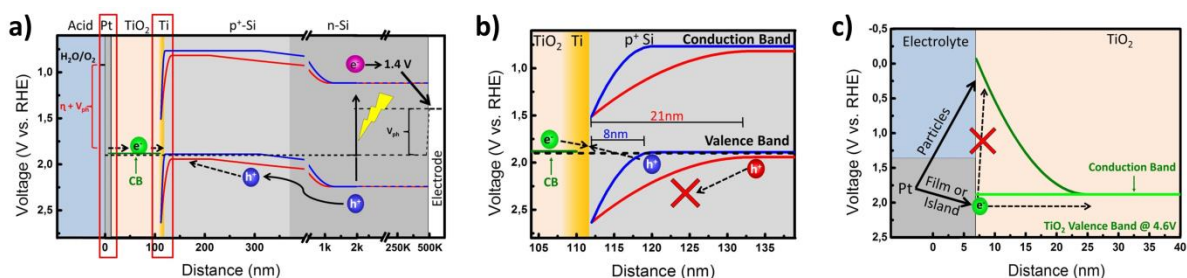 a)
Acid Pt TiO₂ Ti p⁺-Si n-Si
H₂O/O₂
1,0
1,5
2,0
2,5
Voltage (V vs. RHE)
η + Vₚₕ
e⁻
CB
h⁺
h⁺
e⁻
1.4 V
Vₚₕ
Electrode
0 100 200 300 1k 2k 250K 500K
Distance (nm)
b)
TiO₂ Ti p⁺ Si Conduction Band
1,0
1,5
2,0
2,5
Voltage (V vs. RHE)
21nm
8nm
Valence Band
e⁻
CB
h⁺
h⁺
105 110 115 120 125 130 135
Distance (nm)
c)
Electrolyte TiO₂
-0,5
0,0
0,5
1,0
1,5
2,0
2,5
Voltage (V vs. RHE)
Particles
Pt
Film or
Island
e⁻
Conduction Band
TiO₂ Valence Band @ 4.6V
0 10 20 30 40
Distance (nm)